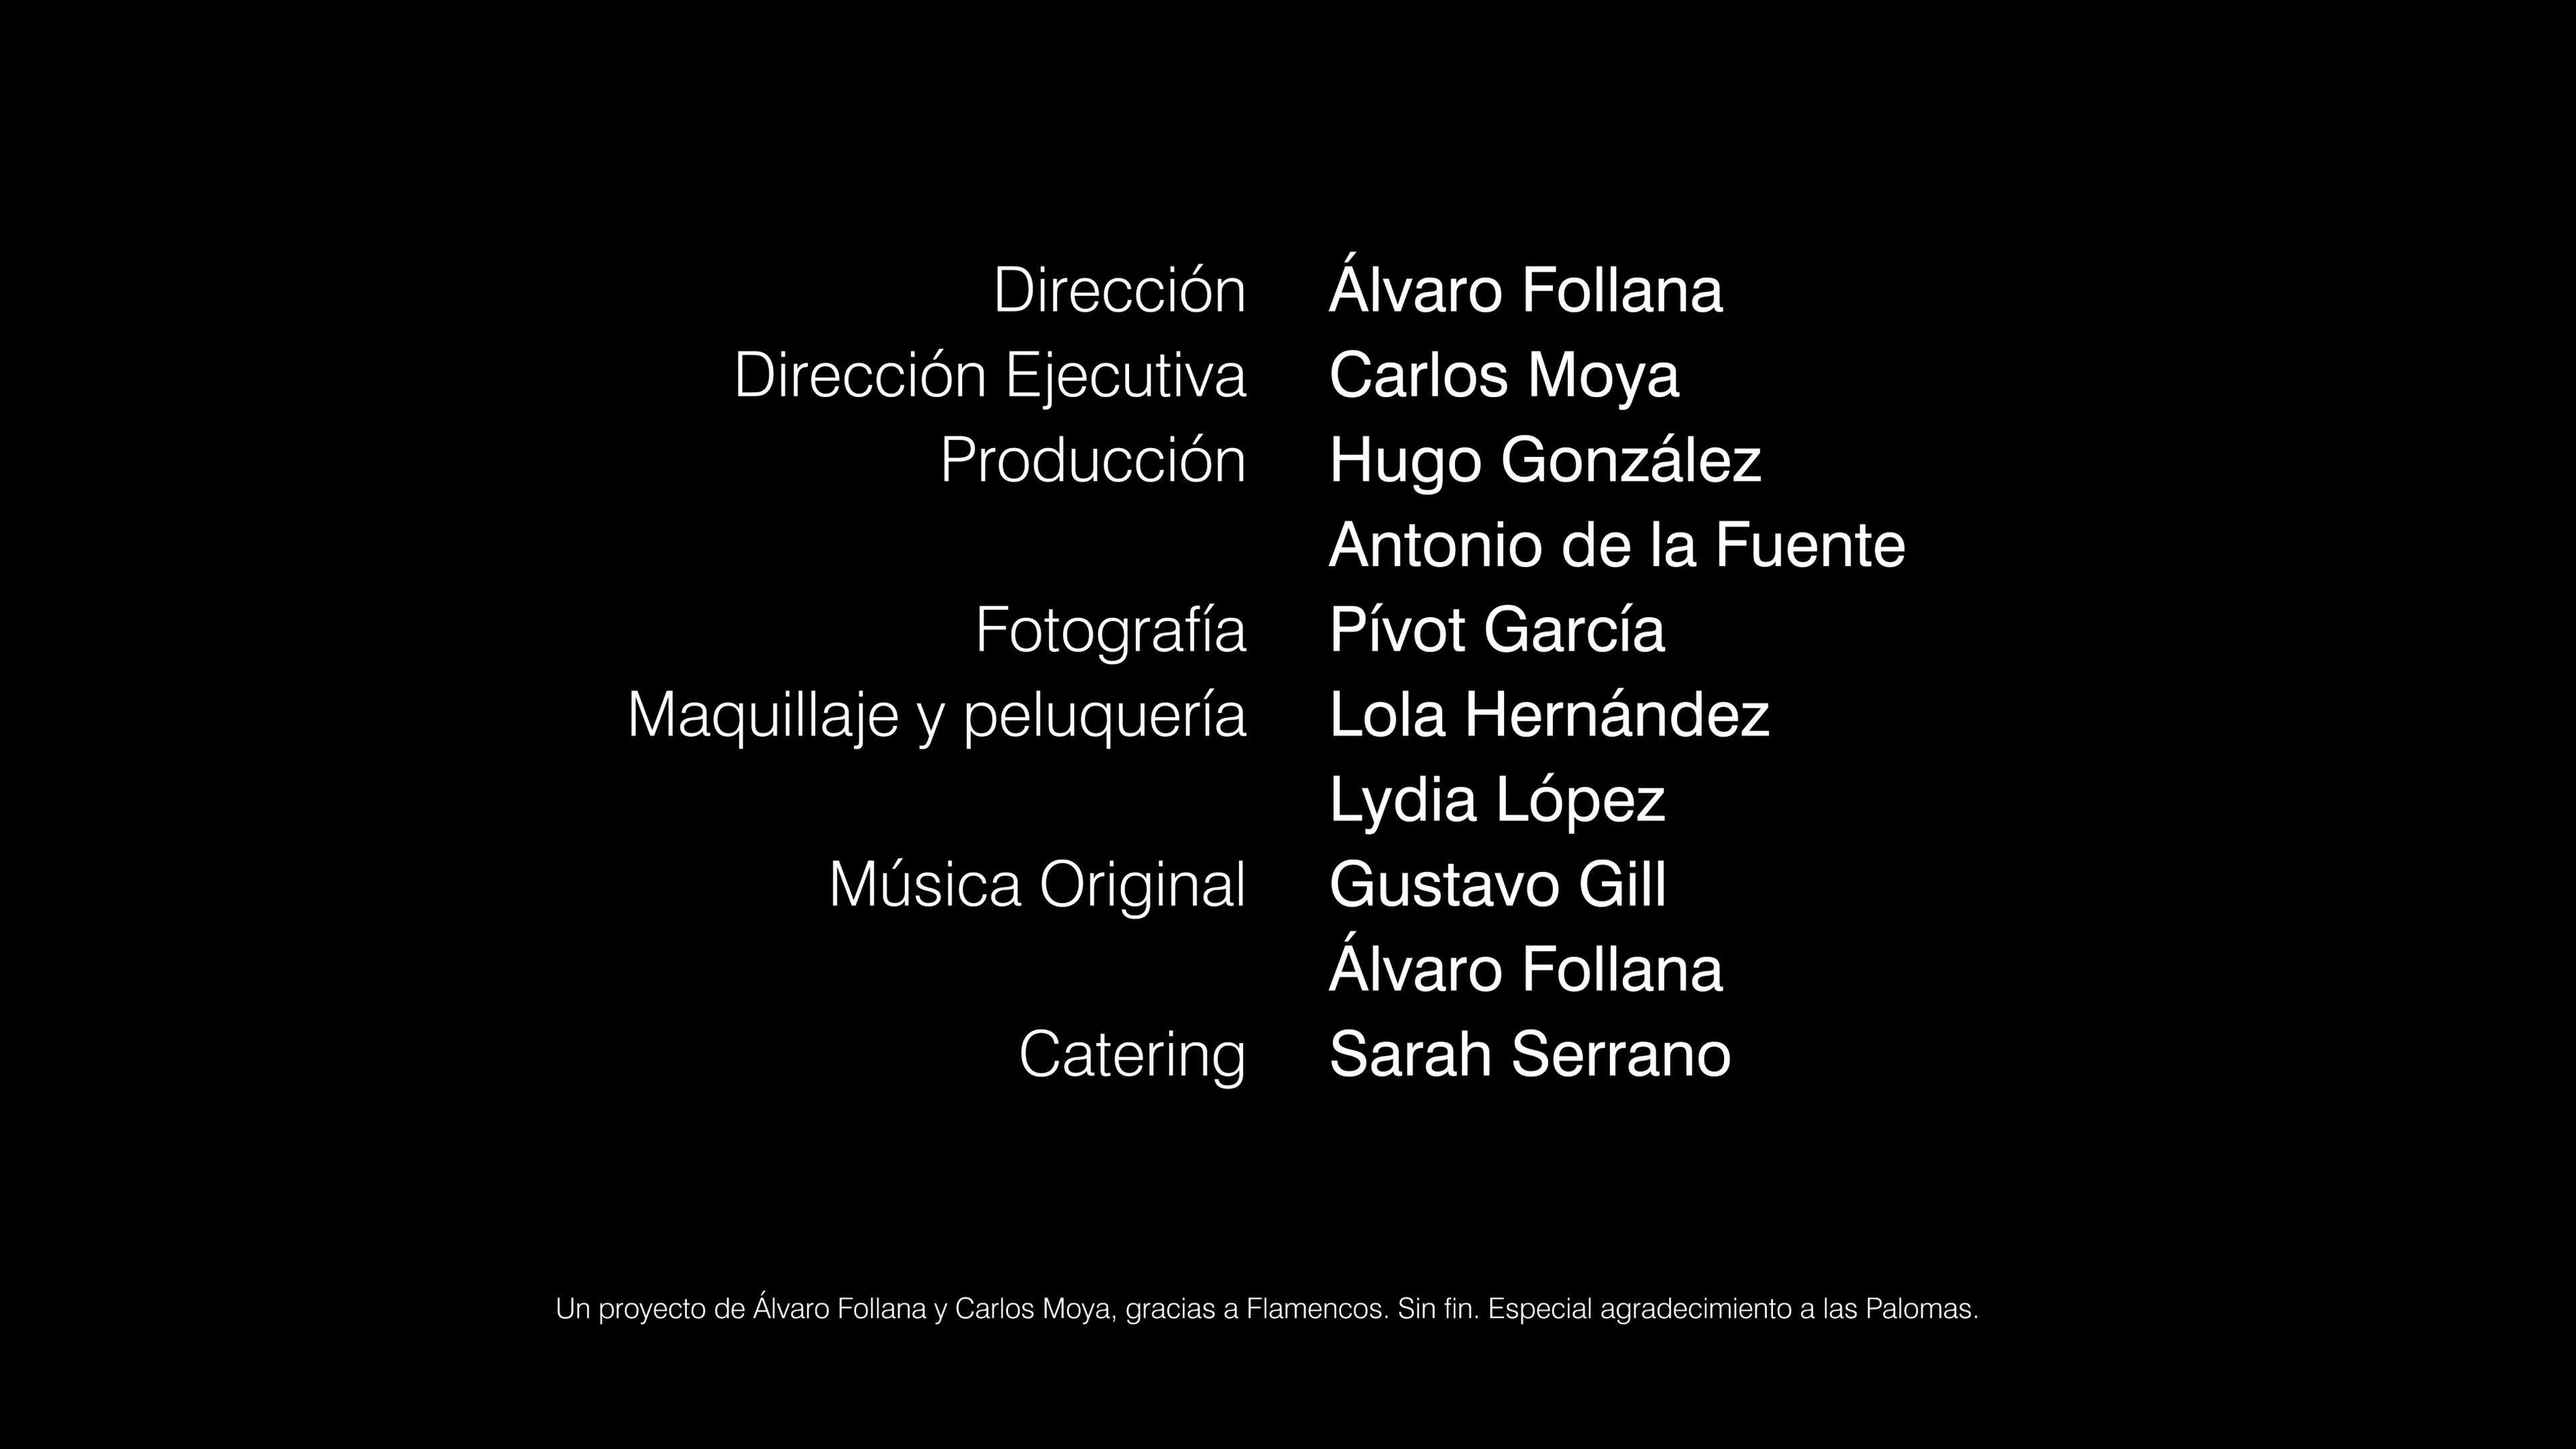 Dirección Álvaro Follana
Dirección Ejecutiva Carlos Moya
Producción Hugo González
Antonio de la Fuente
Fotografía Pívot García
Maquillaje y peluquería Lola Hernández
Lydia López
Música Original Gustavo Gill
Álvaro Follana
Catering Sarah Serrano
Un proyecto de Álvaro Follana y Carlos Moya, gracias a Flamencos. Sin fin. Especial agradecimiento a las Palomas.